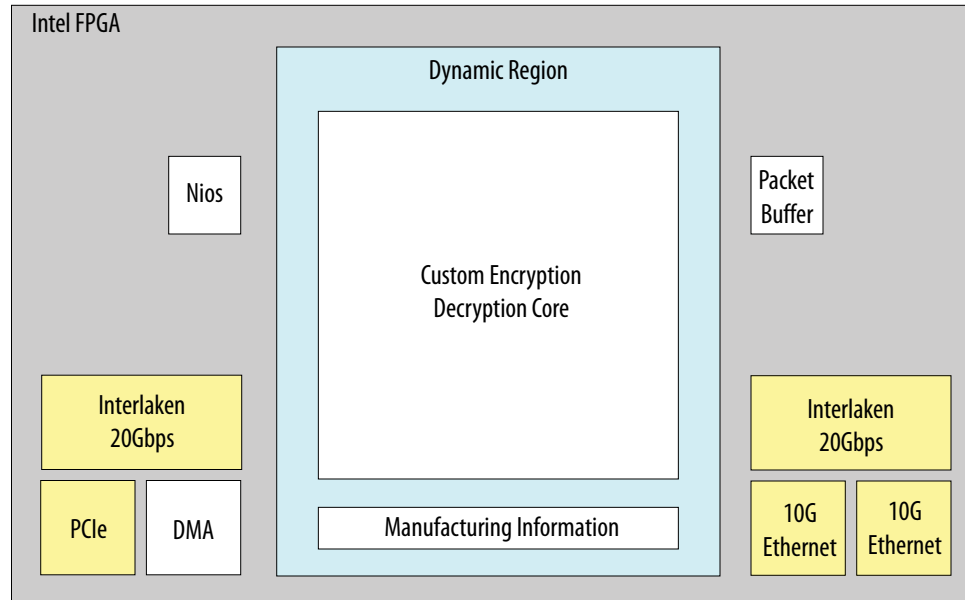 Intel FPGA
Dynamic Region
Nios
Packet
Buffer
Custom Encryption
Decryption Core
Interlaken
20Gbps
Interlaken
20Gbps
PCIe
DMA
Manufacturing Information
10G
Ethernet
10G
Ethernet